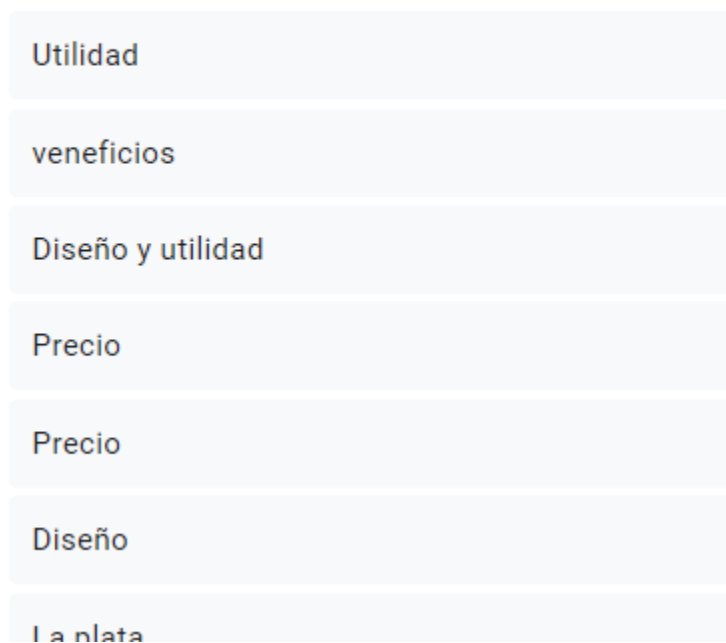 Utilidad
veneficios
Diseño y utilidad
Precio
Precio
Diseño
La plata